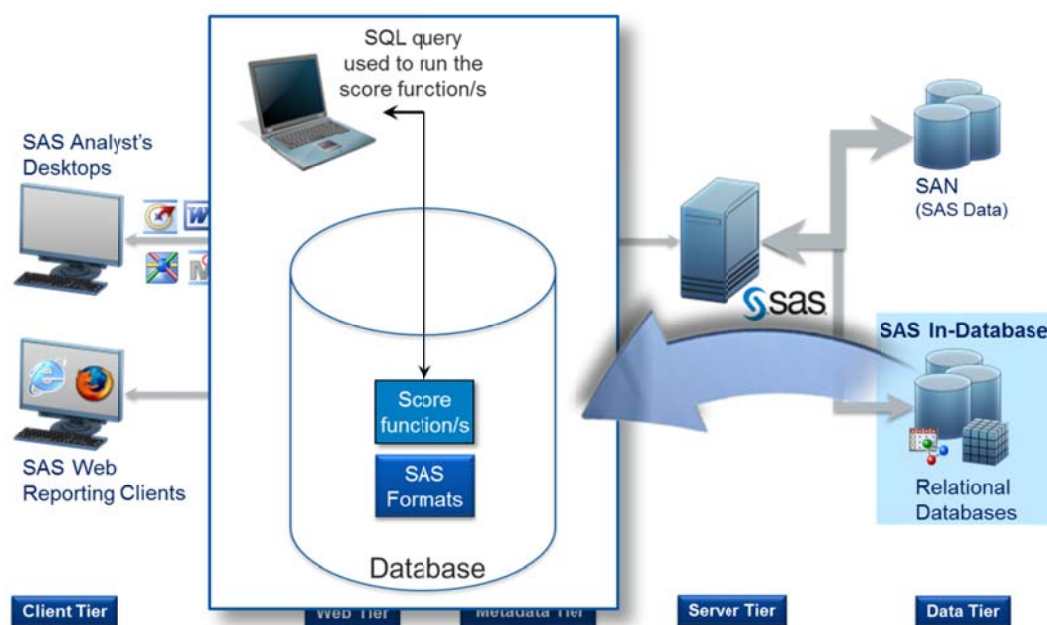 SQL query
used to run the
score function/s
SAS Analyst's
Desktops
W
SAS Web
Reporting Clients
Score
function/s
SAS
Formats
Database
sas
SAN
(SAS Data)
SAS In-Database
Relational
Databases
Client Tier
Web Tier
Metadata Tier
Server Tier
Data Tier